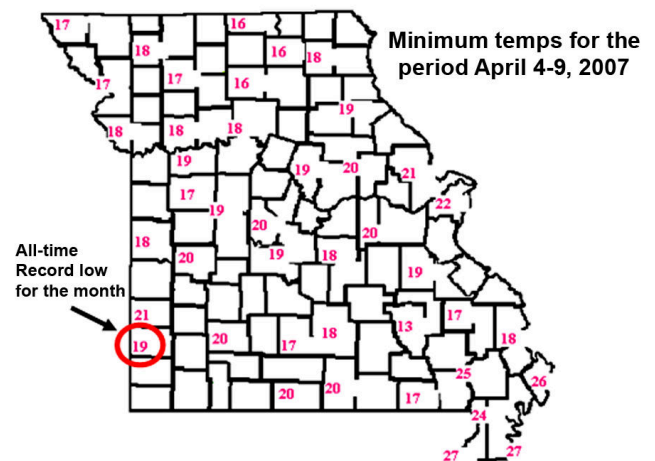 Minimum temps for the
period April 4-9, 2007
17 16
18 16 18
17 17 16
19
18 18 18
19 19 20 21
17 19 22
20 20
18 20 19 18
19
All-time
Record low
for the month
21 13 17
19 20 17 18 18
25 26
20 20 17
24
27 27